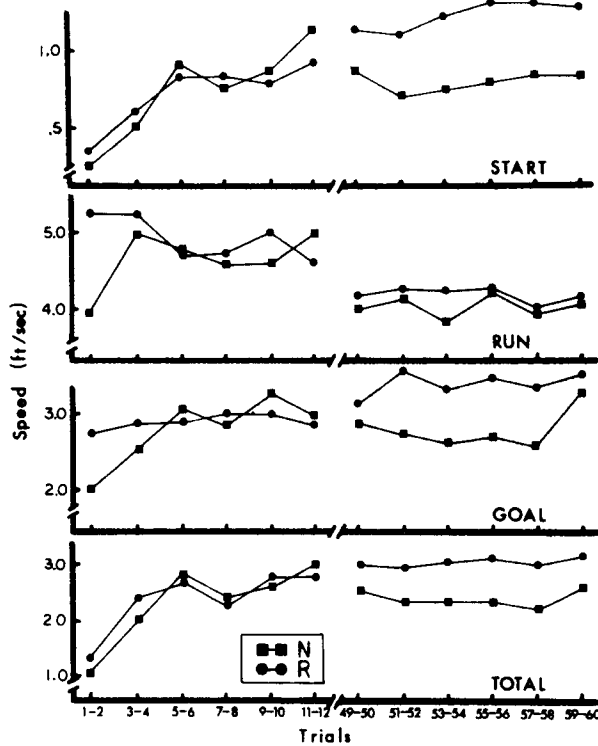 1.0
.5
START
5.0
4.0
RUN
Speed (ft/sec)
3.0
2.0
GOAL
3.0
2 0
1.0
N
R
TOTAL
1-2 3-4 5-6 7-8 9-10 11-12 49-50 51-52 53-54 55-56 57-58 59-60
Trials